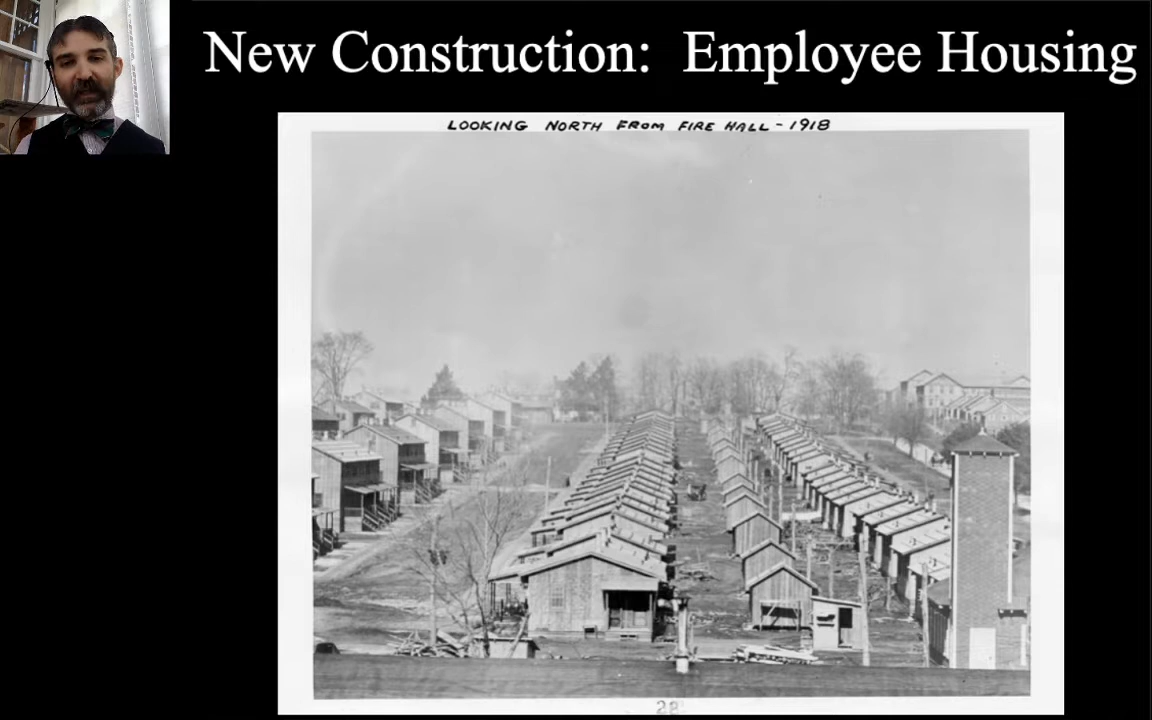 New Construction: Employee Housing
LOOKING NORTH FROM FIRE HALL - 1918
28